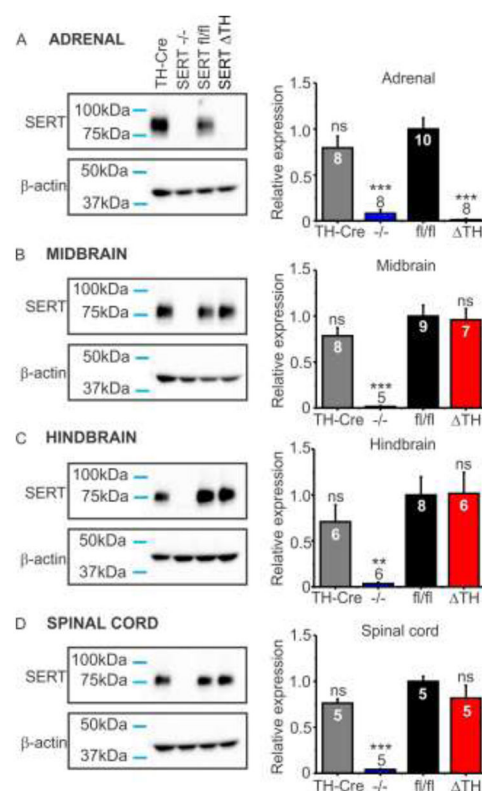 A ADRENAL
TH-Cre
SERT -/-
SERT fl/fl
SERT ΔTH
SERT
100kDa
75kDa
β-actin
50kDa
37kDa
Adrenal
Relative expression
1.5
1.0
0.5
0
ns
8
***
8
10
***
8
TH-Cre -/- fl/fl ΔTH
B MIDBRAIN
SERT
100kDa
75kDa
β-actin
50kDa
37kDa
Midbrain
Relative expression
1.5
1.0
0.5
0
ns
8
***
5
9
ns
7
TH-Cre -/- fl/fl ΔTH
C HINDBRAIN
SERT
100kDa
75kDa
β-actin
50kDa
37kDa
Hindbrain
Relative expression
1.5
1.0
0.5
0
ns
6
**
6
8
ns
6
TH-Cre -/- fl/fl ΔTH
D SPINAL CORD
SERT
100kDa
75kDa
β-actin
50kDa
37kDa
Spinal cord
Relative expression
1.5
1.0
0.5
0
ns
5
***
5
5
ns
5
TH-Cre -/- fl/fl ΔTH